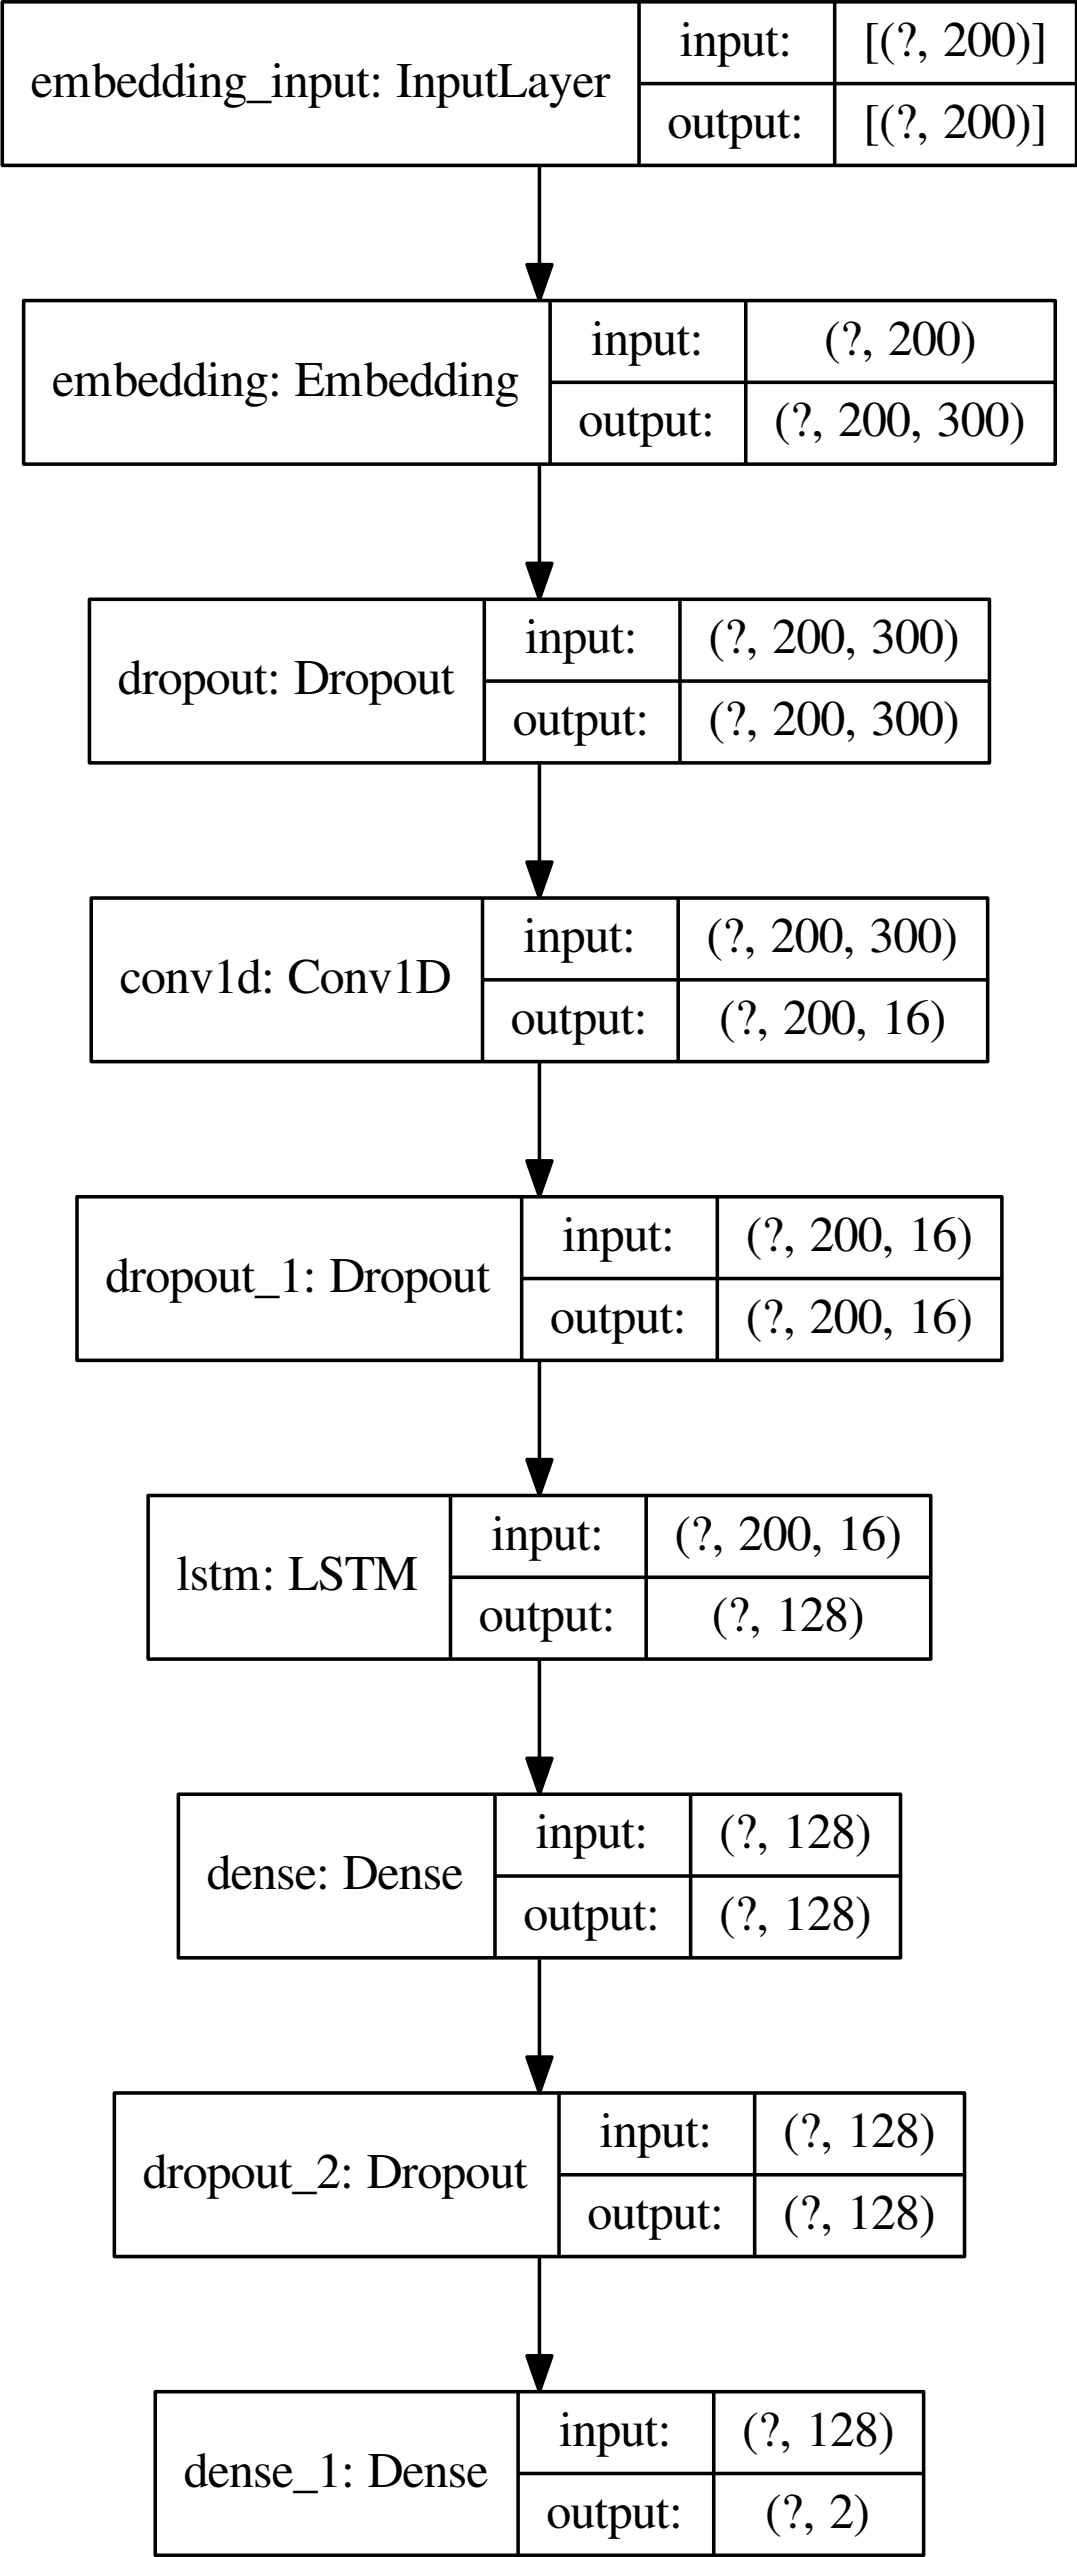 embedding_input: InputLayer
input: [(?, 200)]
output: [(?, 200)]
embedding: Embedding
input: (?, 200)
output: (?, 200, 300)
dropout: Dropout
input: (?, 200, 300)
output: (?, 200, 300)
conv1d: Conv1D
input: (?, 200, 300)
output: (?, 200, 16)
dropout_1: Dropout
input: (?, 200, 16)
output: (?, 200, 16)
lstm: LSTM
input: (?, 200, 16)
output: (?, 128)
dense: Dense
input: (?, 128)
output: (?, 128)
dropout_2: Dropout
input: (?, 128)
output: (?, 128)
dense_1: Dense
input: (?, 128)
output: (?, 2)